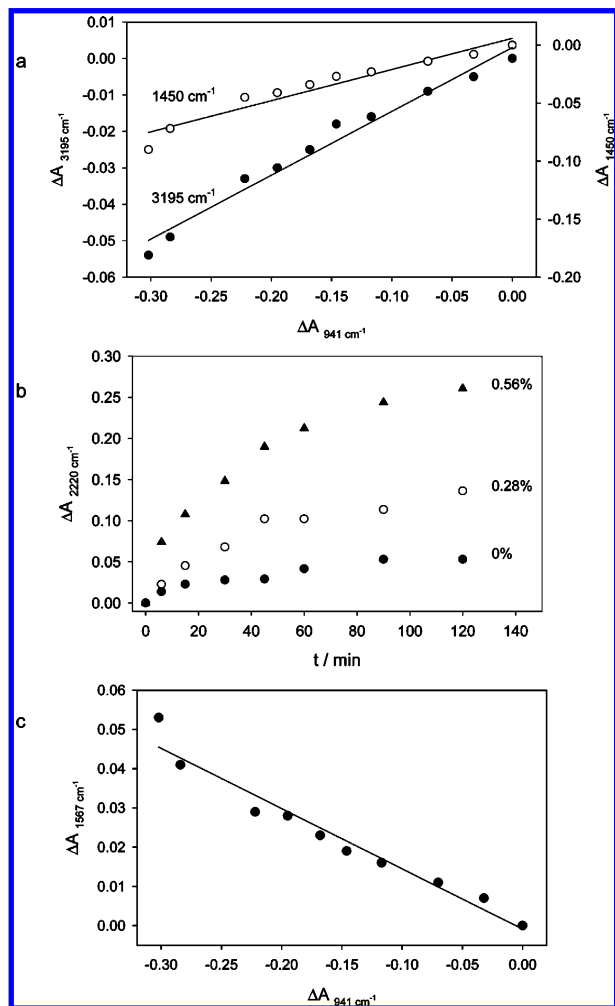 a
0.01
0.00
-0.01
-0.02
-0.03
-0.04
-0.05
-0.06
ΔA 3195 cm-1
1450 cm-1
3195 cm-1
0.00
-0.05
-0.10
-0.15
-0.20
ΔA 1450 cm-1
-0.30 -0.25 -0.20 -0.15 -0.10 -0.05 0.00
ΔA 941 cm-1
b
0.30
0.25
0.20
0.15
0.10
0.05
0.00
ΔA 2220 cm-1
0.56%
0.28%
0%
0 20 40 60 80 100 120 140
t / min
c
0.06
0.05
0.04
0.03
0.02
0.01
0.00
ΔA 1567 cm-1
-0.30 -0.25 -0.20 -0.15 -0.10 -0.05 0.00
ΔA 941 cm-1